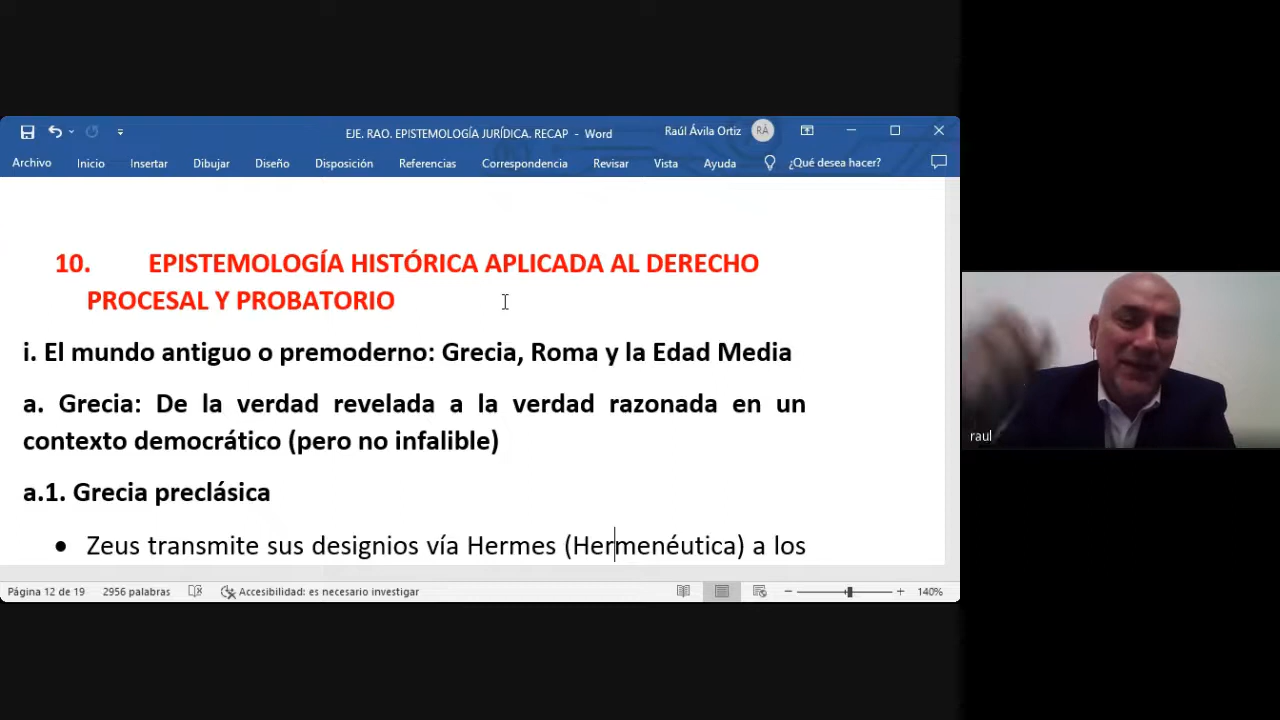 EJE. RAO. EPISTEMOLOGÍA JURÍDICA. RECAP - Word
Raúl Ávila Ortiz RÁ
Archivo Inicio Insertar Dibujar Diseño Disposición Referencias Correspondencia Revisar Vista Ayuda ¿Qué desea hacer?
10. EPISTEMOLOGÍA HISTÓRICA APLICADA AL DERECHO
PROCESAL Y PROBATORIO
i. El mundo antiguo o premoderno: Grecia, Roma y la Edad Media
a. Grecia: De la verdad revelada a la verdad razonada en un
contexto democrático (pero no infalible)
a.1. Grecia preclásica
• Zeus transmite sus designios vía Hermes (Hermenéutica) a los
Página 12 de 19 2956 palabras Accesibilidad: es necesario investigar 140%
raul